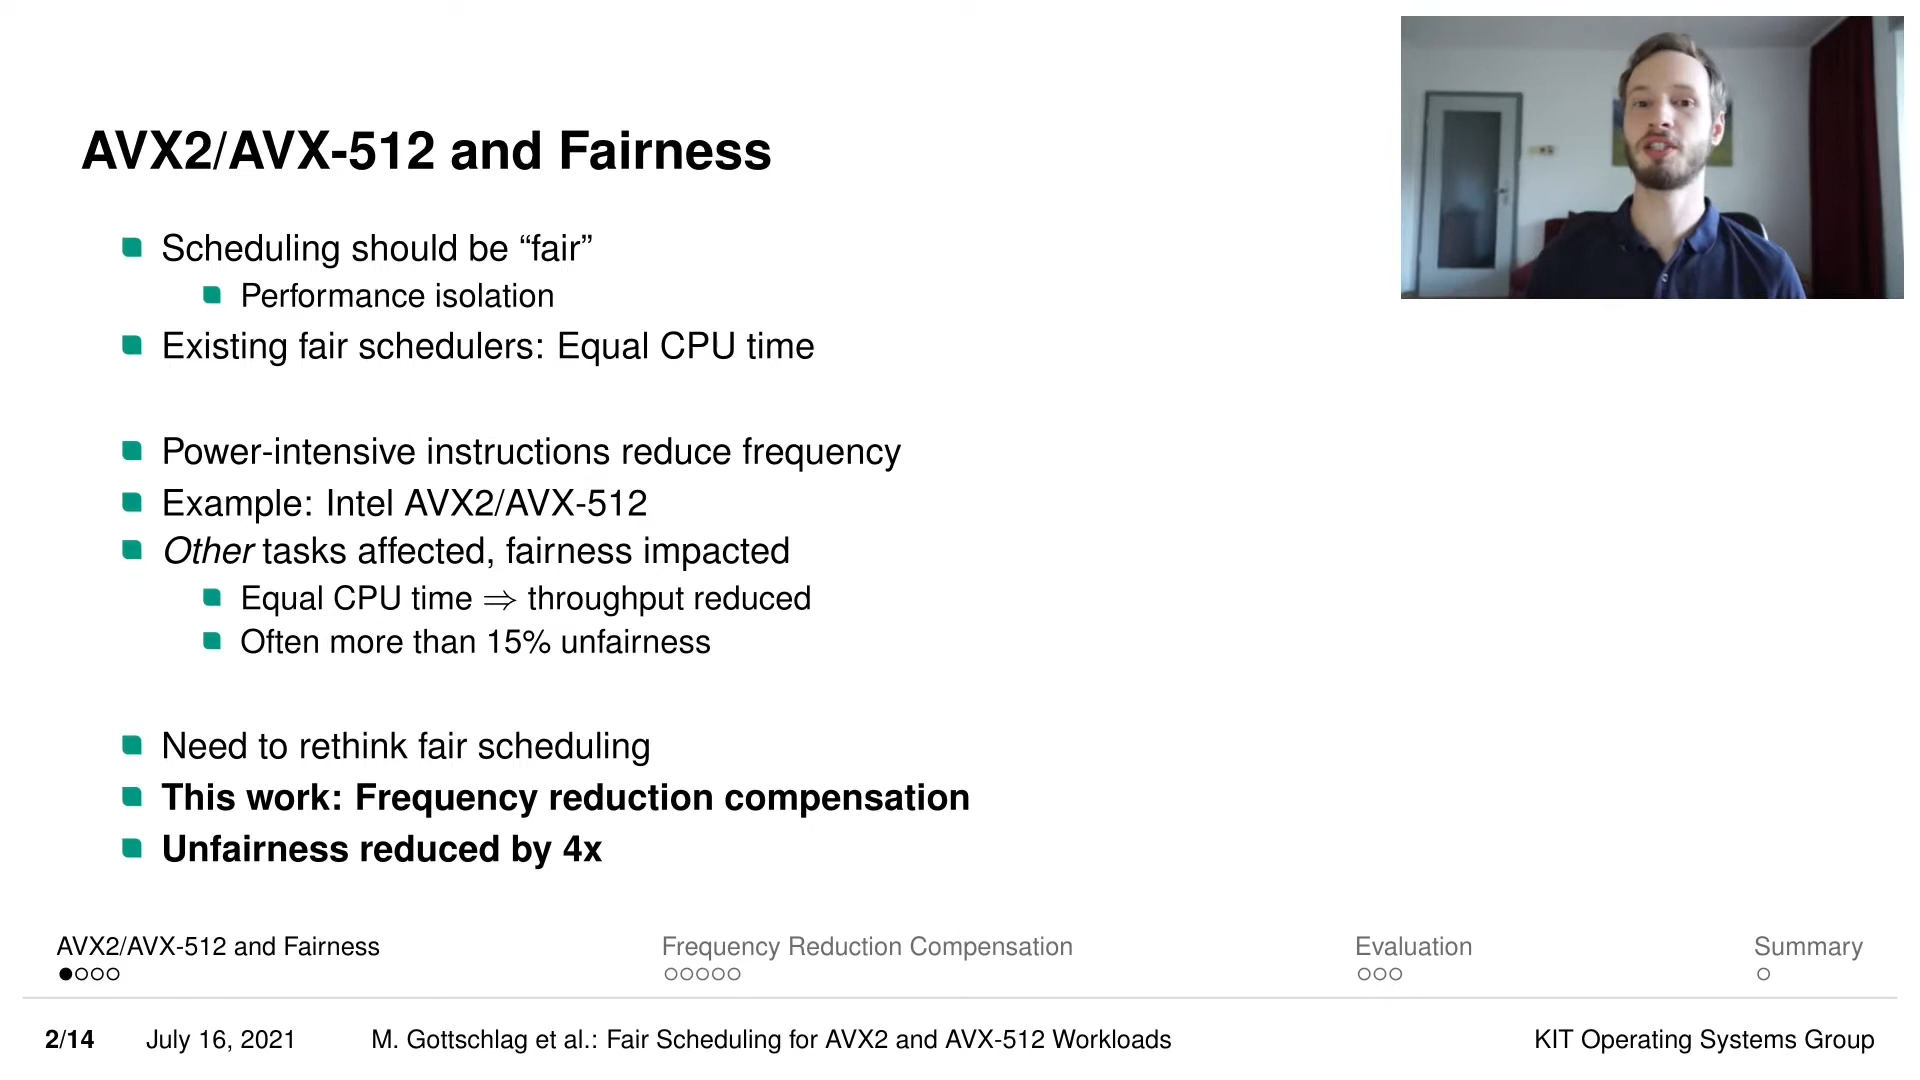 AVX2/AVX-512 and Fairness
Scheduling should be “fair”
Performance isolation
Existing fair schedulers: Equal CPU time
Power-intensive instructions reduce frequency
Example: Intel AVX2/AVX-512
Other tasks affected, fairness impacted
Equal CPU time ⇒ throughput reduced
Often more than 15% unfairness
Need to rethink fair scheduling
This work: Frequency reduction compensation
Unfairness reduced by 4x
AVX2/AVX-512 and Fairness
Frequency Reduction Compensation
Evaluation
Summary
2/14 July 16, 2021 M. Gottschlag et al.: Fair Scheduling for AVX2 and AVX-512 Workloads KIT Operating Systems Group